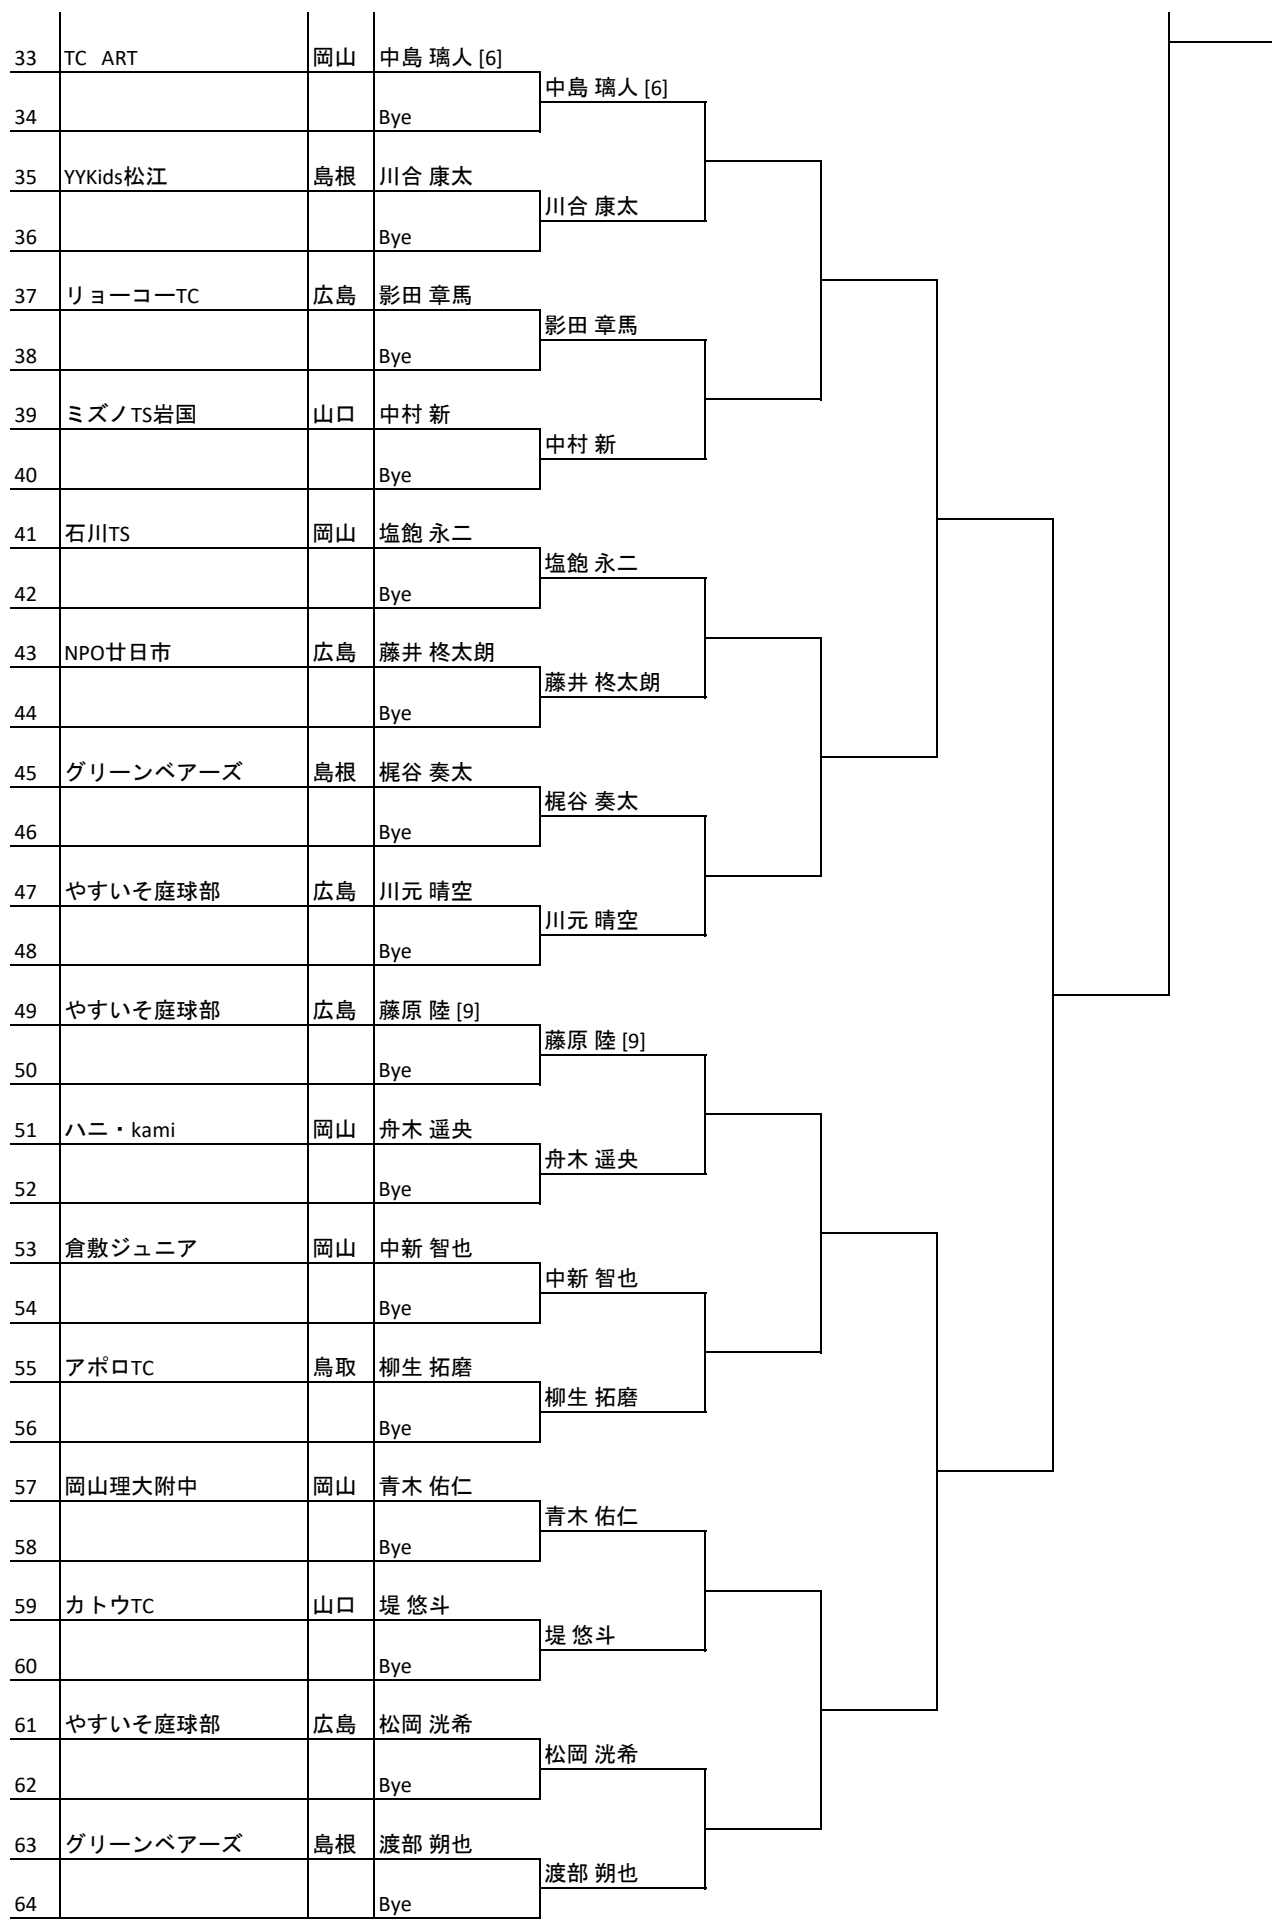 33 TC ART 岡山 中島 璃人 [6]
中島 璃人 [6]
34 Bye
35 YYKids松江 島根 川合 康太
川合 康太
36 Bye
37 リョーコーTC 広島 影田 章馬
影田 章馬
38 Bye
39 ミズノTS岩国 山口 中村 新
中村 新
40 Bye
41 石川TS 岡山 塩飽 永二
塩飽 永二
42 Bye
43 NPO廿日市 広島 藤井 柊太朗
藤井 柊太朗
44 Bye
45 グリーンベアーズ 島根 梶谷 奏太
梶谷 奏太
46 Bye
47 やすいそ庭球部 広島 川元 晴空
川元 晴空
48 Bye
49 やすいそ庭球部 広島 藤原 陸 [9]
藤原 陸 [9]
50 Bye
51 ハニ・kami 岡山 舟木 遥央
舟木 遥央
52 Bye
53 倉敷ジュニア 岡山 中新 智也
中新 智也
54 Bye
55 アポロTC 鳥取 柳生 拓磨
柳生 拓磨
56 Bye
57 岡山理大附中 岡山 青木 佑仁
青木 佑仁
58 Bye
59 カトウTC 山口 堤 悠斗
堤 悠斗
60 Bye
61 やすいそ庭球部 広島 松岡 洸希
松岡 洸希
62 Bye
63 グリーンベアーズ 島根 渡部 朔也
渡部 朔也
64 Bye